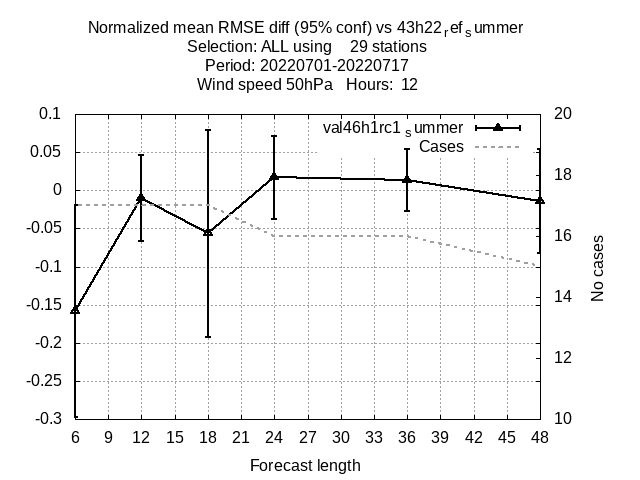 Normalized mean RMSE diff (95% conf) vs 43h22refsummer
Selection: ALL using 29 stations
Period: 20220701-20220717
Wind speed 50hPa Hours: 12
val46h1rc1summer
Cases
0.1
0.05
0
-0.05
-0.1
-0.15
-0.2
-0.25
-0.3
20
18
16
14
12
10
No cases
6 9 12 15 18 21 24 27 30 33 36 39 42 45 48
Forecast length